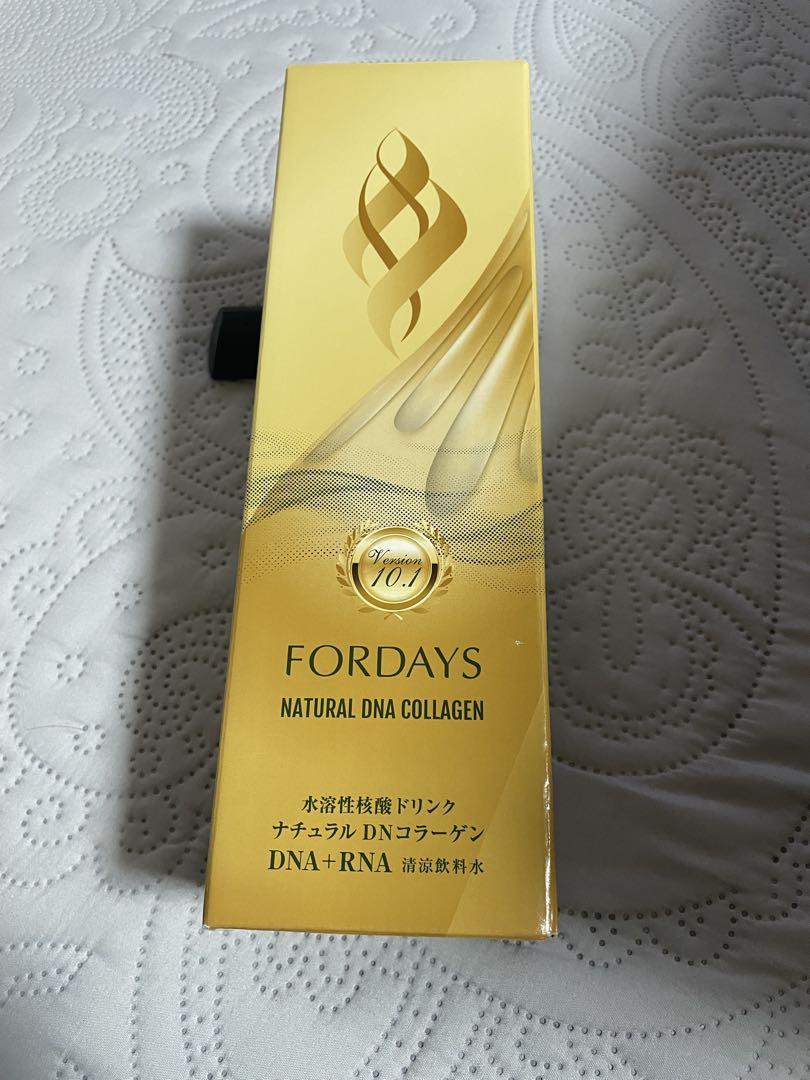 Version
10.1
FORDAYS
NATURAL DNA COLLAGEN
水溶性核酸ドリンク
ナチュラル DNコラーゲン
DNA+RNA 清涼飲料水